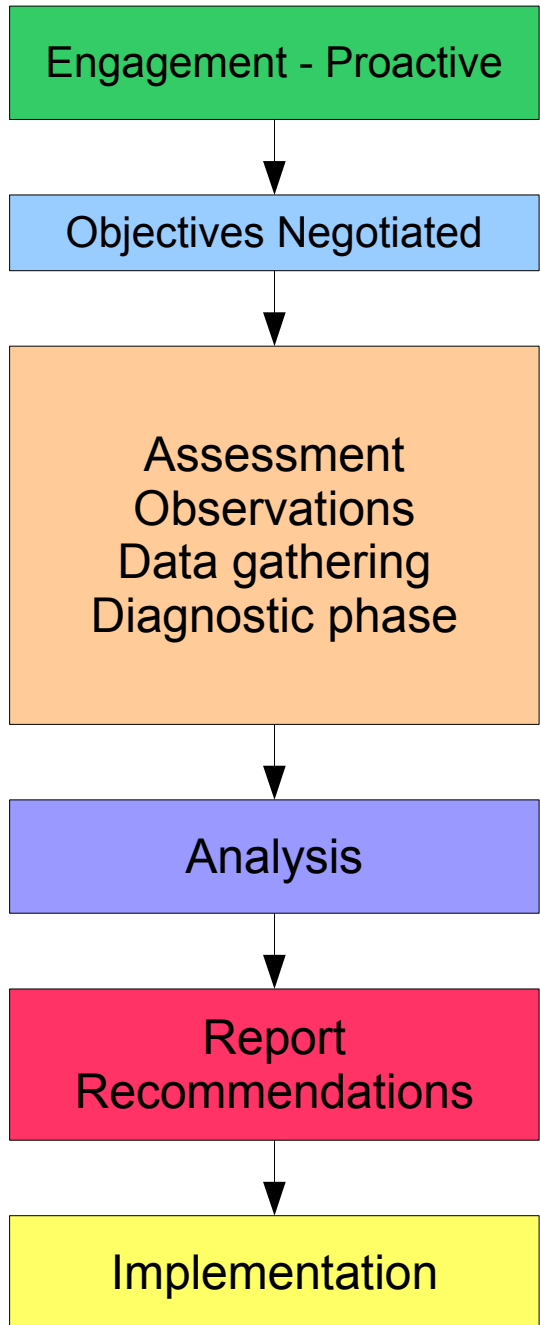 Engagement - Proactive
Objectives Negotiated
Assessment
Observations
Data gathering
Diagnostic phase
Analysis
Report
Recommendations
Implementation